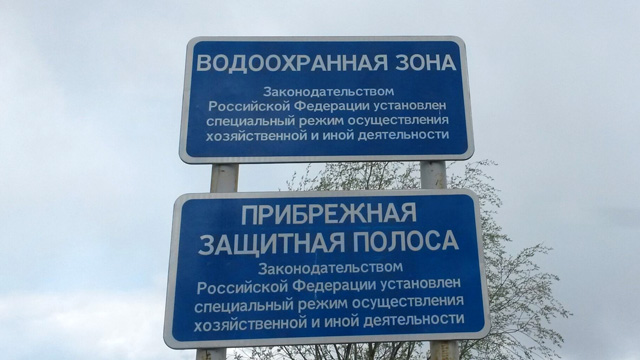 ВОДООХРАННАЯ ЗОНА
Законодательством
Российской Федерации установлен
специальный режим осуществления
хозяйственной и иной деятельности
ПРИБРЕЖНАЯ
ЗАЩИТНАЯ ПОЛОСА
Законодательством
Российской Федерации установлен
специальный режим осуществления
хозяйственной и иной деятельности